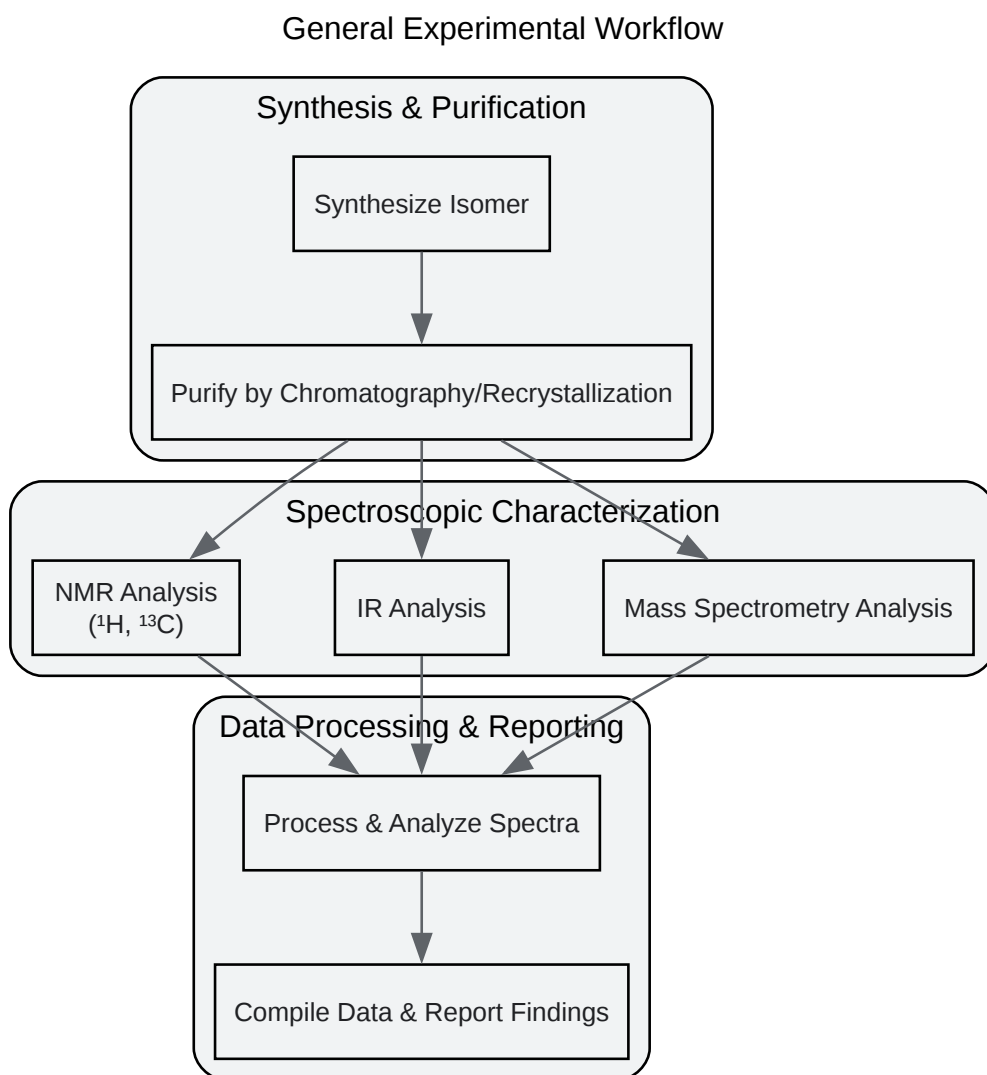 General Experimental Workflow
Synthesis & Purification
Synthesize Isomer
Purify by Chromatography/Recrystallization
Spectroscopic Characterization
NMR Analysis
(¹H, ¹³C)
IR Analysis
Mass Spectrometry Analysis
Data Processing & Reporting
Process & Analyze Spectra
Compile Data & Report Findings